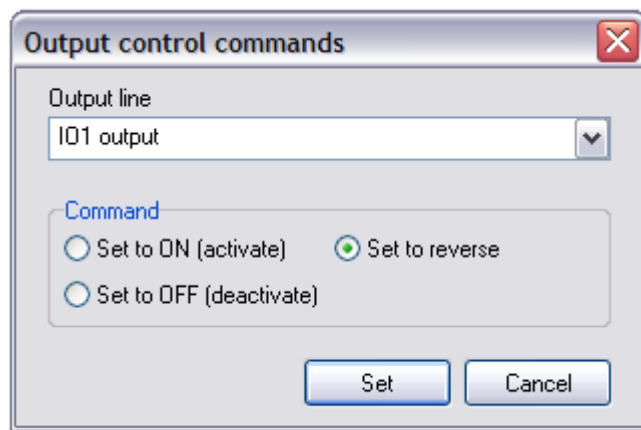 Output control commands
Output line
IO1 output
Command
Set to ON (activate) Set to reverse
Set to OFF (deactivate)
Set Cancel